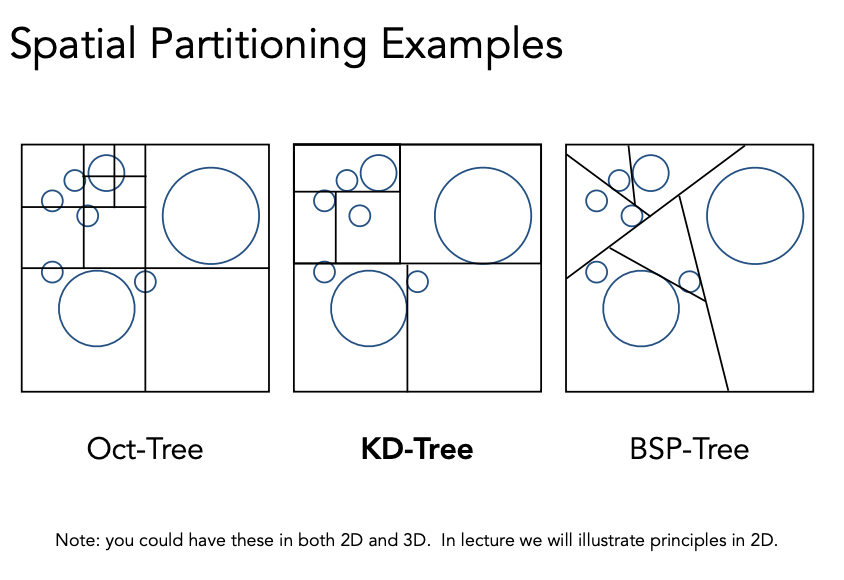 Spatial Partitioning Examples
Oct-Tree
KD-Tree
BSP-Tree
Note: you could have these in both 2D and 3D. In lecture we will illustrate principles in 2D.